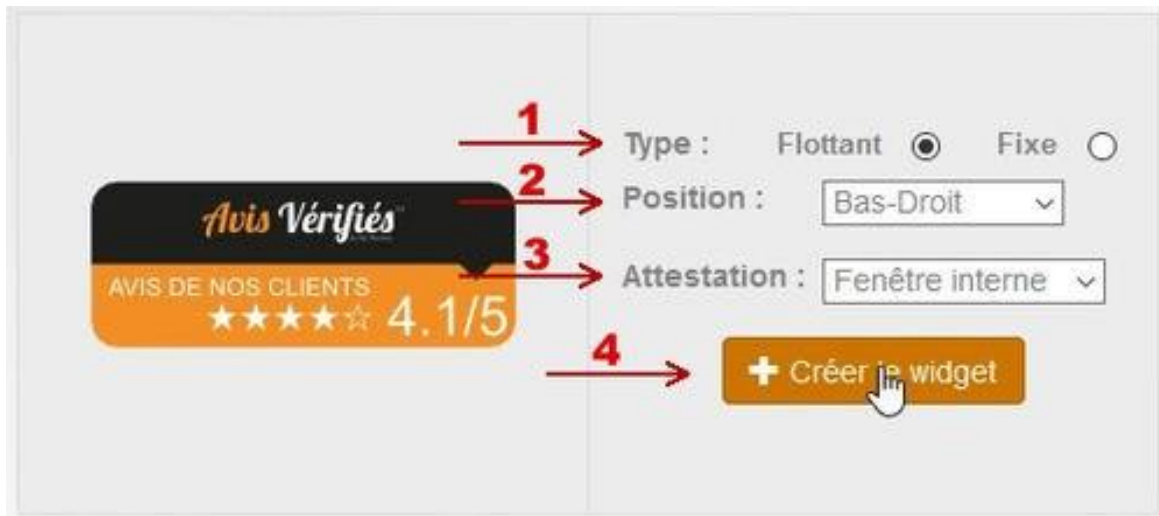 1
Type : Flottant Fixe
2
Position : Bas-Droit
Avis Vérifiés
3
Attestation : Fenêtre interne
AVIS DE NOS CLIENTS
4.1/5
4
Créer le widget